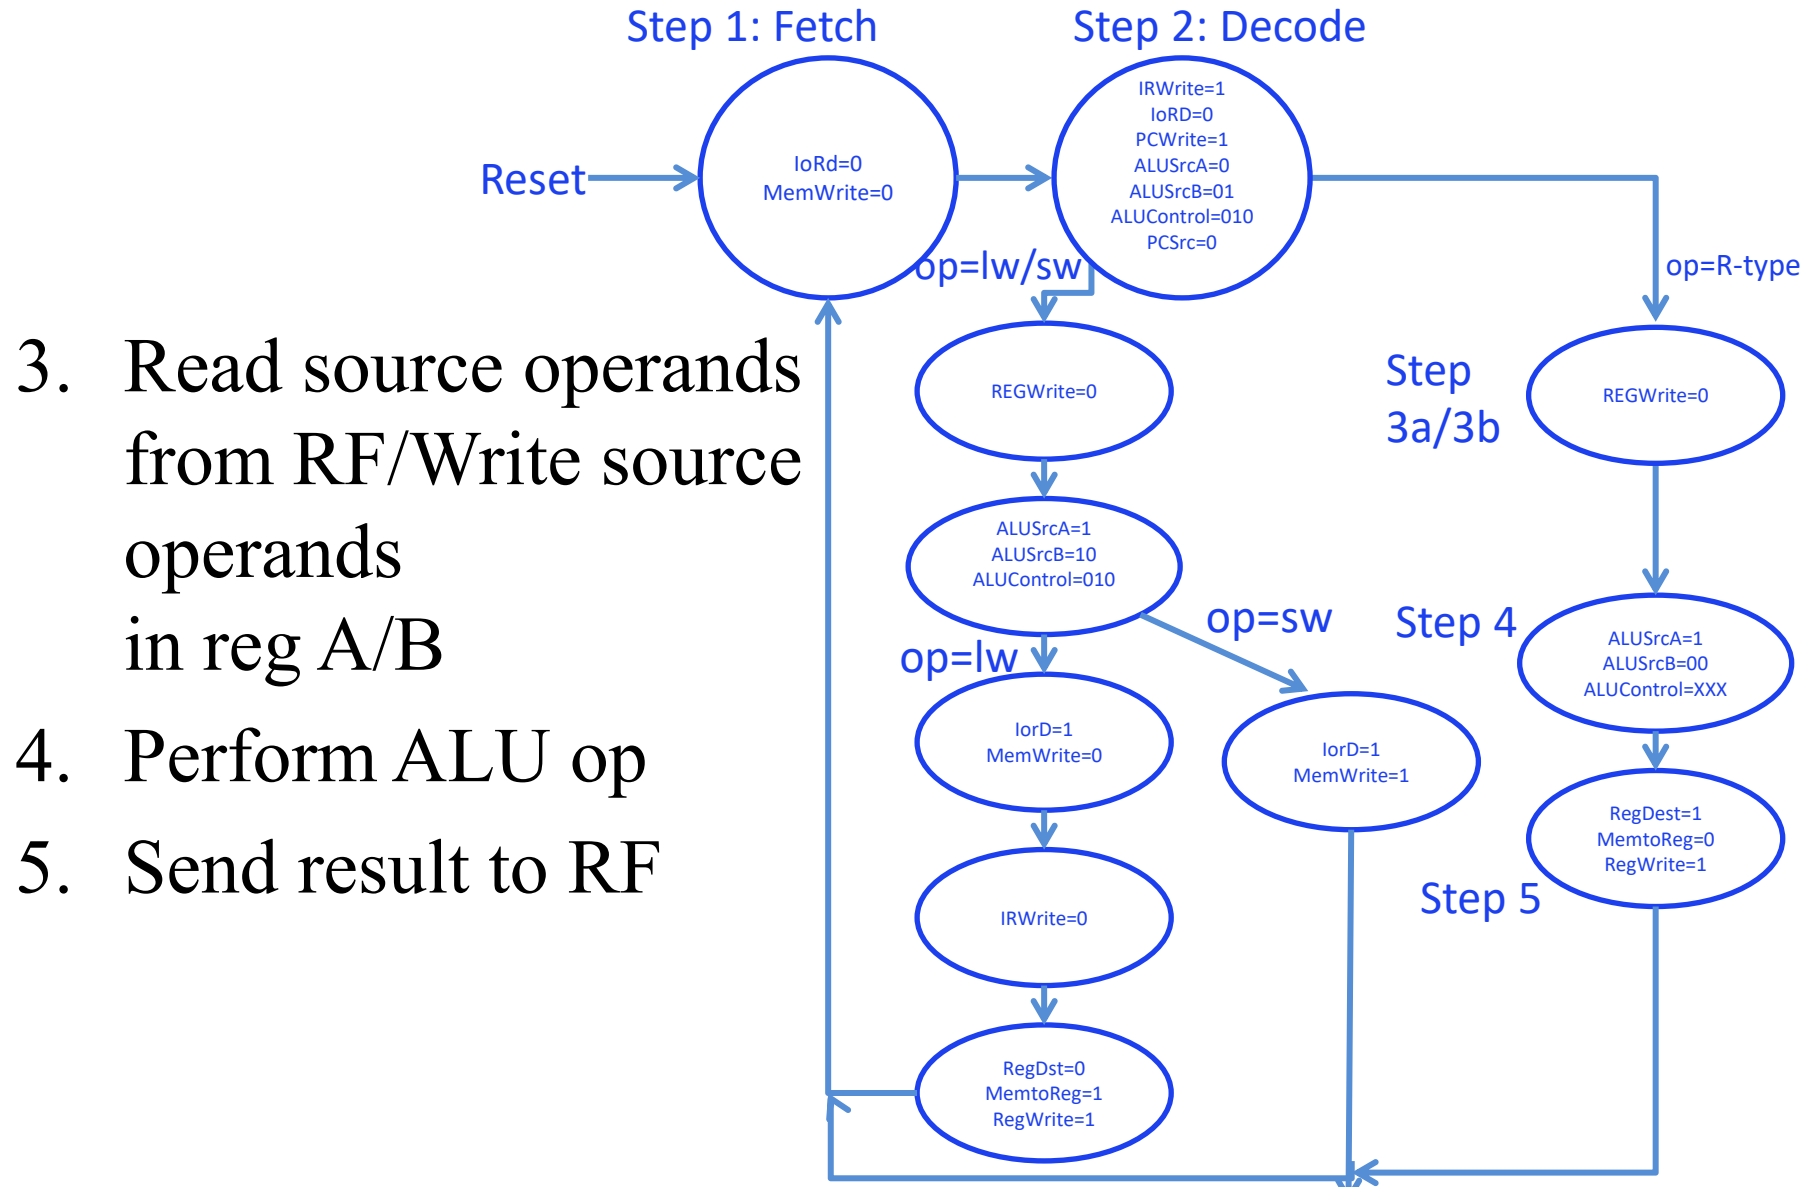 Step 1: Fetch
Step 2: Decode
Reset
IoRd=0
MemWrite=0
IRWrite=1
IoRD=0
PCWrite=1
ALUSrcA=0
ALUSrcB=01
ALUControl=010
PCSrc=0
op=lw/sw
op=R-type
3. Read source operands
from RF/Write source
operands
in reg A/B
4. Perform ALU op
5. Send result to RF
REGWrite=0
ALUSrcA=1
ALUSrcB=10
ALUControl=010
op=lw
op=sw
IorD=1
MemWrite=0
IorD=1
MemWrite=1
IRWrite=0
RegDst=0
MemtoReg=1
RegWrite=1
Step
3a/3b
REGWrite=0
Step 4
ALUSrcA=1
ALUSrcB=00
ALUControl=XXX
Step 5
RegDest=1
MemtoReg=0
RegWrite=1